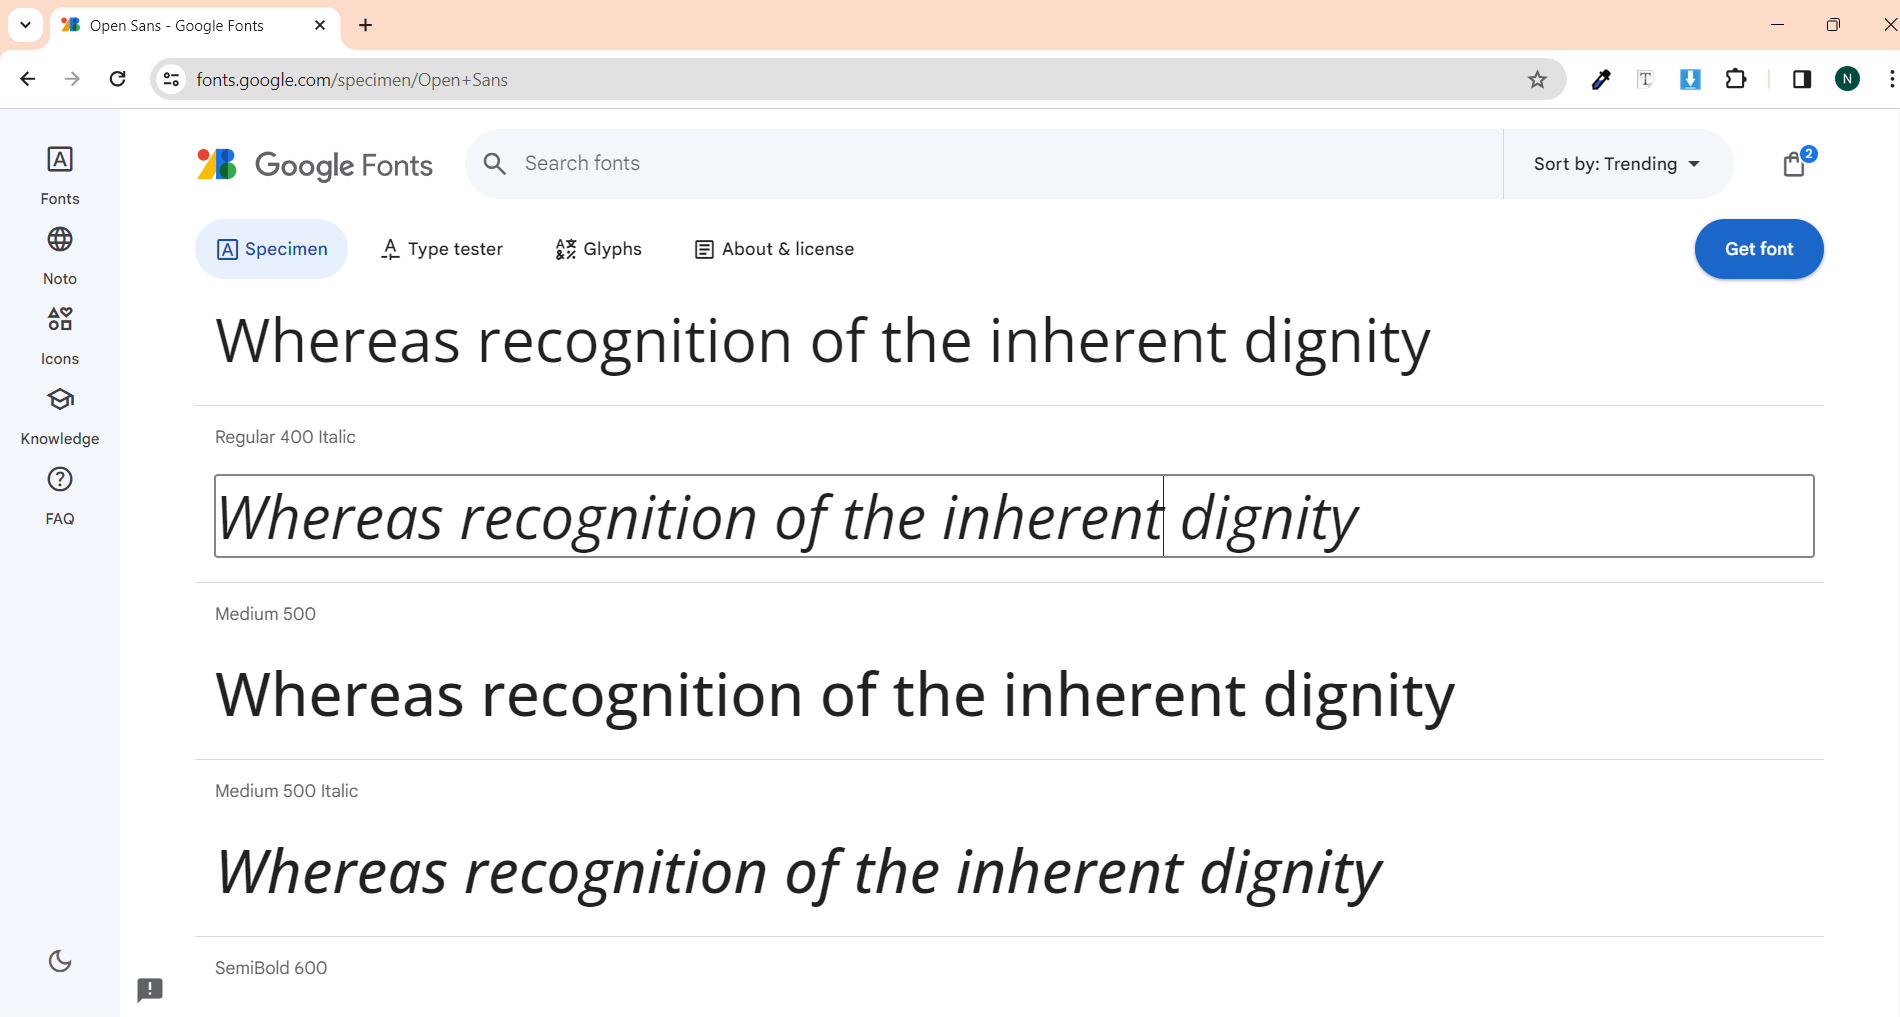 Open Sans - Google Fonts
fonts.google.com/specimen/Open+Sans
T
N
A
Fonts
Noto
Icons
Knowledge
?
FAQ
Google Fonts
Search fonts
Sort by: Trending
2
Specimen
Type tester
Glyphs
About & license
Get font
Whereas recognition of the inherent dignity
Regular 400 Italic
Whereas recognition of the inherent dignity
Medium 500
Whereas recognition of the inherent dignity
Medium 500 Italic
Whereas recognition of the inherent dignity
SemiBold 600